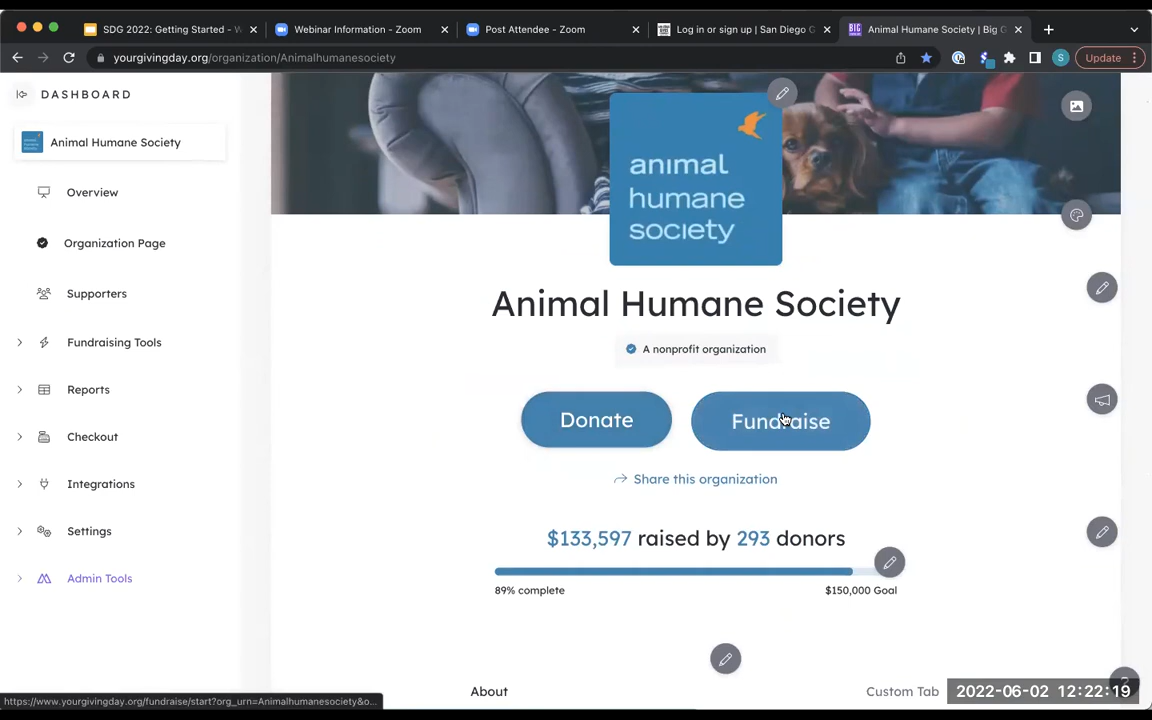 SDG 2022: Getting Started - W
Webinar Information - Zoom
Post Attendee - Zoom
Log in or sign up | San Diego G
Animal Humane Society | Big G
yourgivingday.org/organization/Animalhumanesociety
S
Update
DASHBOARD
Animal Humane Society
Overview
Organization Page
Supporters
Fundraising Tools
Reports
Checkout
Integrations
Settings
Admin Tools
animal
humane
society
Animal Humane Society
A nonprofit organization
Donate
Fundraise
Share this organization
$133,597 raised by 293 donors
89% complete
$150,000 Goal
About
Custom Tab
https://www.yourgivingday.org/fundraise/start?org_urn=Animalhumanesociety&o...
2022-06-02 12:22:19